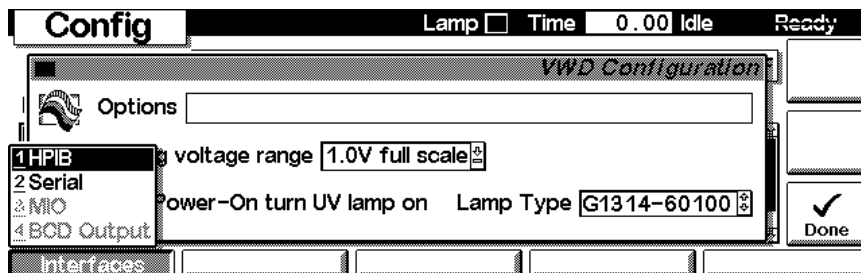 Config Lamp Time 0.00 Idle Ready
VWD Configuration
Options
voltage range 1.0V full scale
1 HPIB
2 Serial
Power-On turn UV lamp on Lamp Type G1314-60100
3 MIO
4 BCD Output
Done
Interfaces